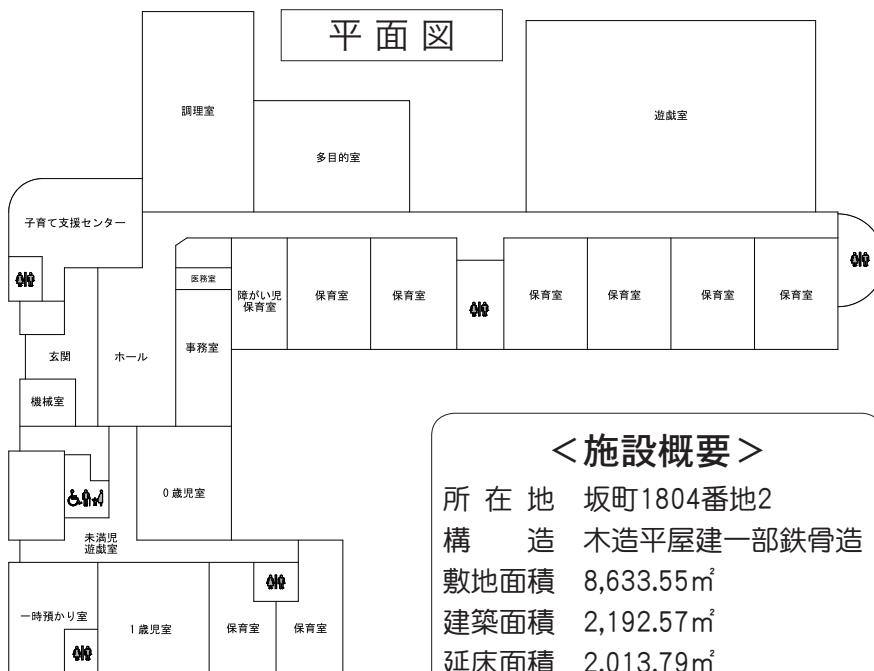 平面図
調理室
多目的室
遊戯室
子育て支援センター
医務室
障がい児
保育室
保育室
保育室
保育室
保育室
保育室
保育室
事務室
玄関
ホール
機械室
0歳児室
未満児
遊戯室
一時預かり室
1歳児室
保育室
保育室
<施設概要>
所在地 坂町1804番地2
構造 木造平屋建一部鉄骨造
敷地面積 8,633.55㎡
建築面積 2,192.57㎡
延床面積 2,013.79㎡